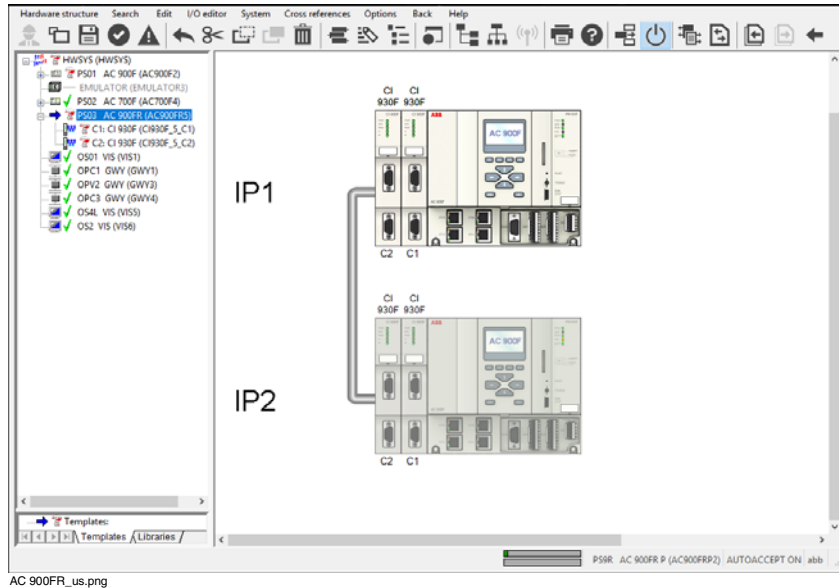 Hardware structure Search Edit I/O editor System Cross references Options Back Help
HWSYS (HWSYS)
PS01 AC 900F (AC900F2)
EMULATOR (EMULATOR3)
PS02 AC 700F (AC700F4)
PS03 AC 900FR (AC900FR5)
C1: CI 930F (CI930F_5_C1)
C2: CI 930F (CI930F_5_C2)
OS01 VIS (VIS1)
OPC1 GWY (GWY1)
OPV2 GWY (GWY3)
OPC3 GWY (GWY4)
OS4L VIS (VIS5)
OS2 VIS (VIS6)
CI CI
930F 930F
ABB
AC 900F
IP1
C2 C1
CI CI
930F 930F
ABB
AC 900F
IP2
C2 C1
Templates:
Templates Libraries
PS9R AC 900FR P (AC900FRP2) AUTOACCEPT ON abb
AC 900FR_us.png